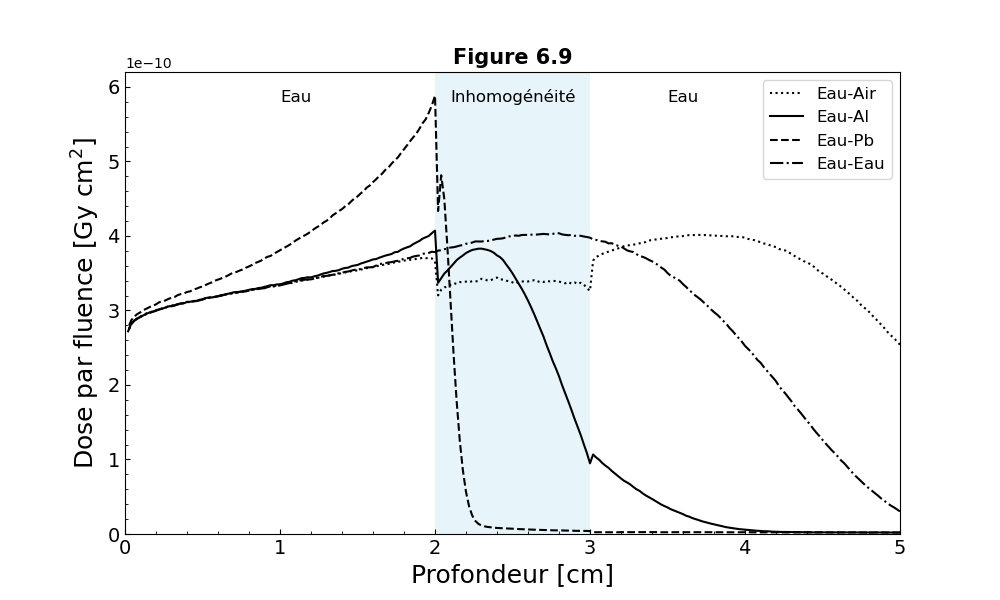 Figure 6.9
1e−10
Eau
Inhomogénéité
Eau
Eau-Air
Eau-Al
Eau-Pb
Eau-Eau
Dose par fluence [Gy cm²]
6
5
4
3
2
1
0
0 1 2 3 4 5
Profondeur [cm]